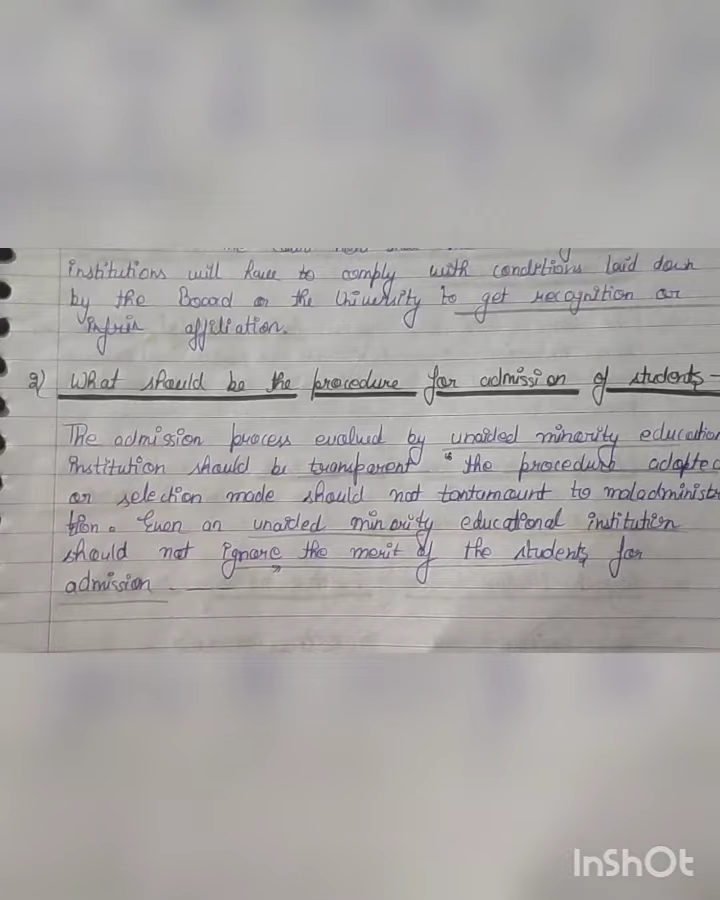 institutions will have to comply with conditions laid down
by the Board or the University to get recognition or
affiliation.
2) What should be the procedure for admission of students -
The admission process evolued by unaided minority education
institution should be transparent & the procedure adopted
or selection made should not tantamount to maladminist
tion. Even an unaided minority educational institution
should not ignore the merit of the students for
admission
InShOt